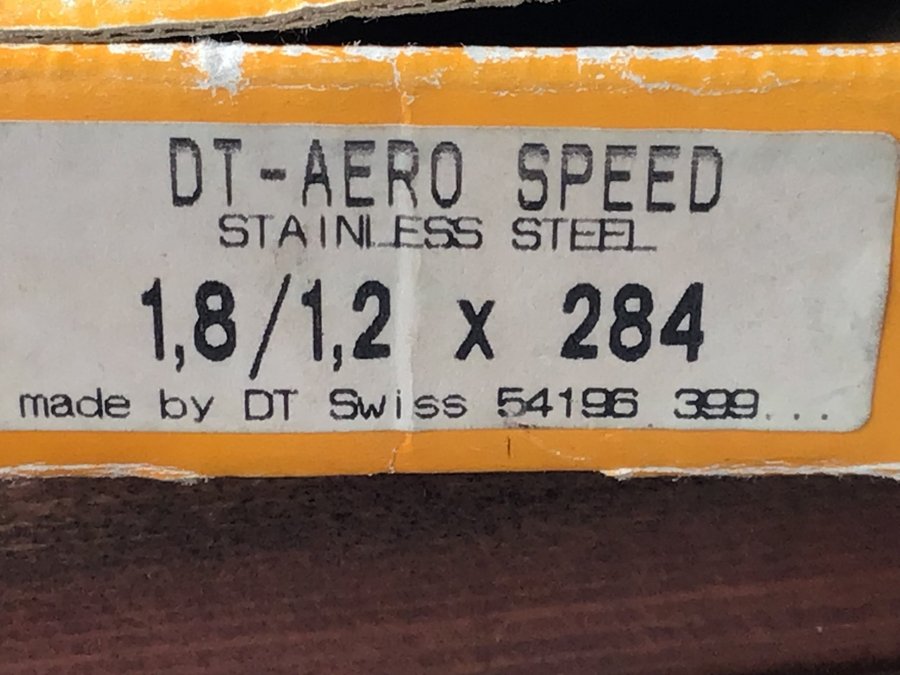 DT-AERO SPEED
STAINLESS STEEL
1,8/1,2 x 284
made by DT Swiss 54196 399...